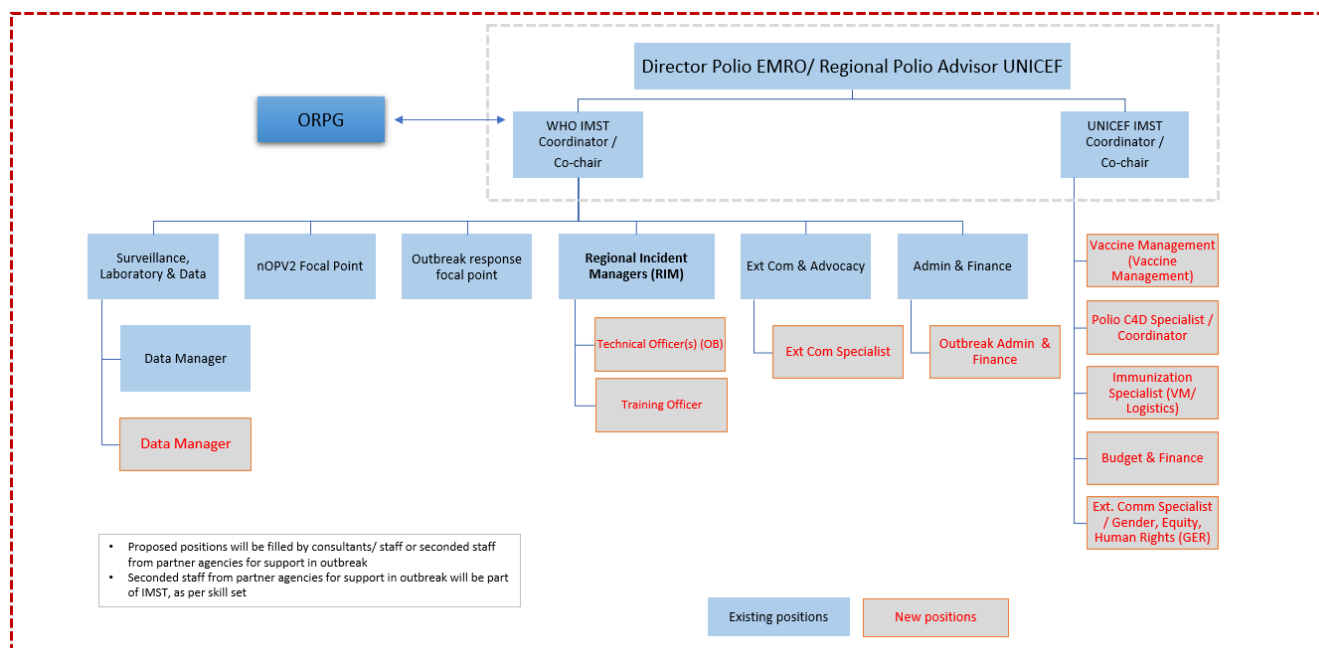 Director Polio EMRO/ Regional Polio Advisor UNICEF
ORPG
WHO IMST
Coordinator /
Co-chair
UNICEF IMST
Coordinator /
Co-chair
Surveillance,
Laboratory & Data
nOPV2 Focal Point
Outbreak response
focal point
Regional Incident
Managers (RIM)
Ext Com & Advocacy
Admin & Finance
Data Manager
Data Manager
Technical Officer(s) (OB)
Training Officer
Ext Com Specialist
Outbreak Admin & 
Finance
Vaccine Management
(Vaccine
Management)
Polio C4D Specialist /
Coordinator
Immunization
Specialist (VM/
Logistics)
Budget & Finance
Ext. Comm Specialist
/ Gender, Equity,
Human Rights (GER)
• Proposed positions will be filled by consultants/ staff or seconded staff
from partner agencies for support in outbreak
• Seconded staff from partner agencies for support in outbreak will be part
of IMST, as per skill set
Existing positions
New positions